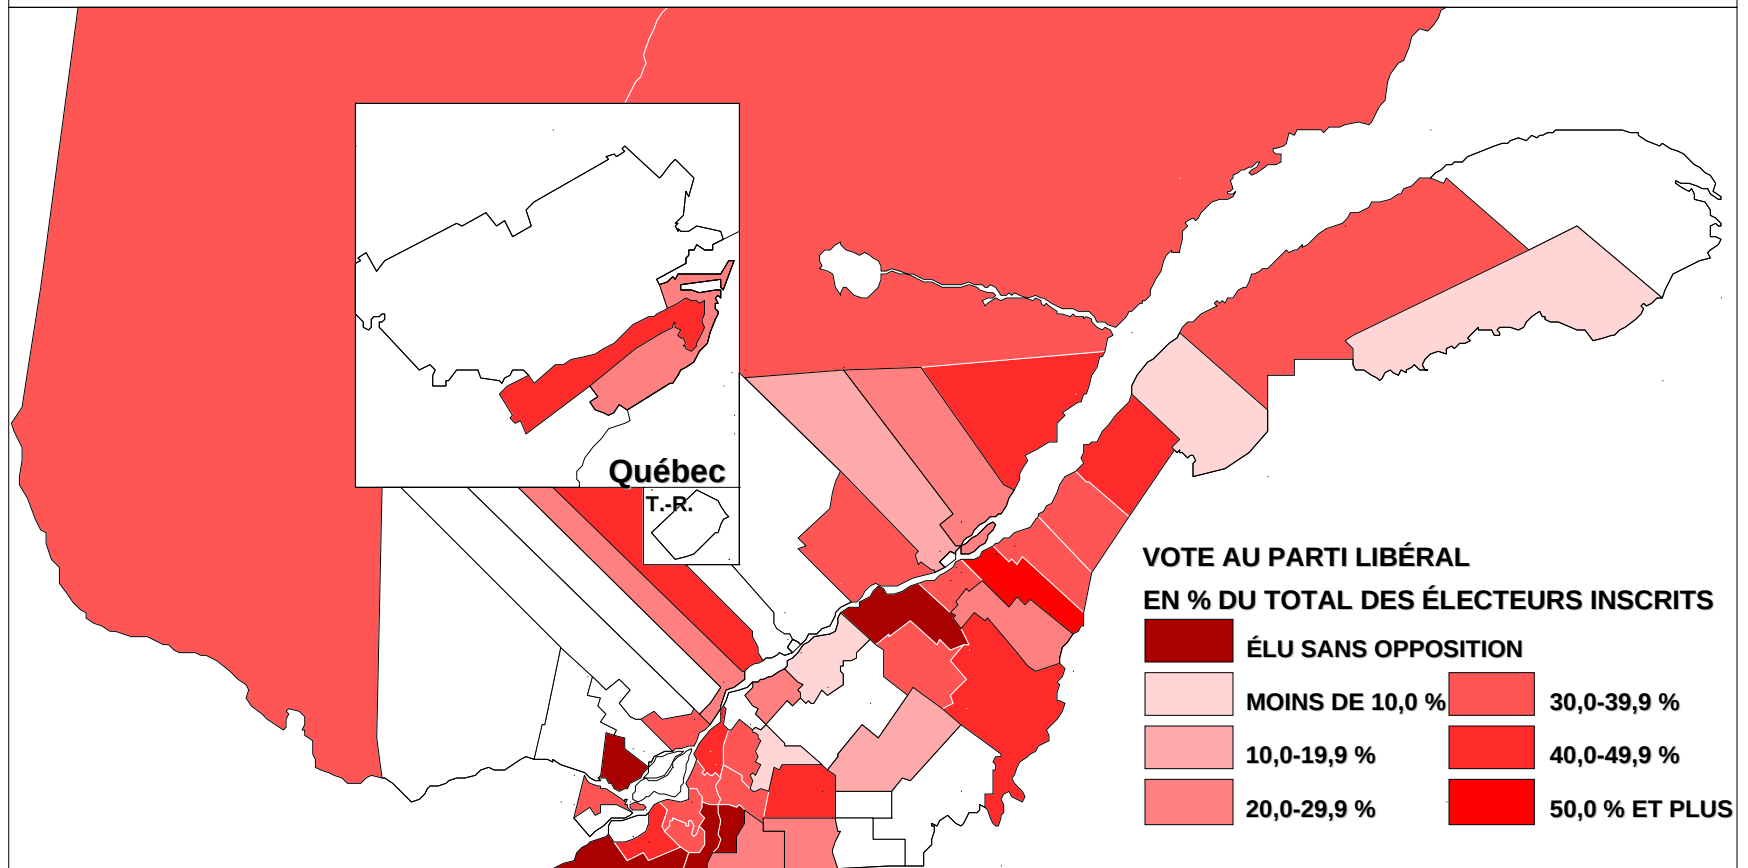 Québec
T.-R.
VOTE AU PARTI LIBÉRAL
EN % DU TOTAL DES ÉLECTEURS INSCRITS
ÉLU SANS OPPOSITION
MOINS DE 10,0 %
30,0-39,9 %
10,0-19,9 %
40,0-49,9 %
20,0-29,9 %
50,0 % ET PLUS